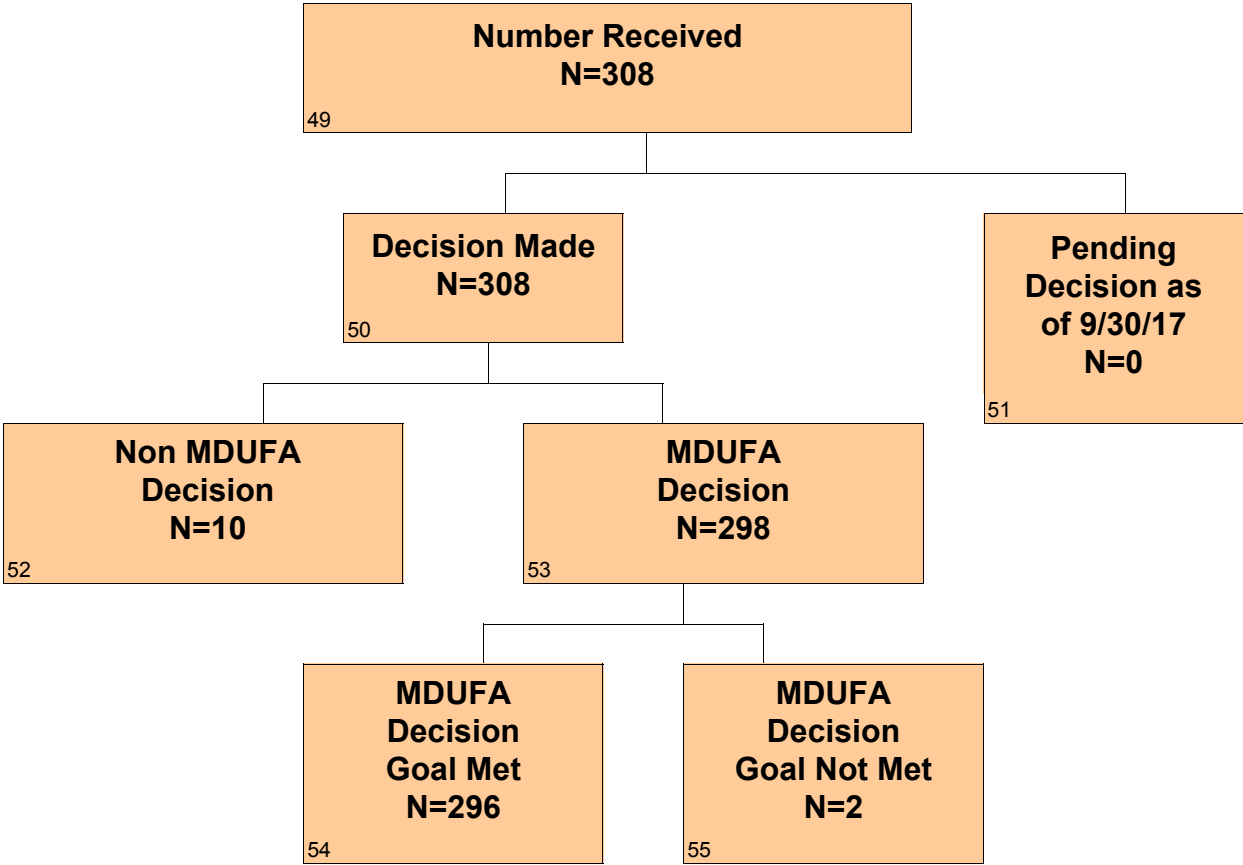 Number Received
N=308
49
Decision Made
N=308
50
Pending
Decision as
of 9/30/17
N=0
51
Non MDUFA
Decision
N=10
52
MDUFA
Decision
N=298
53
MDUFA
Decision
Goal Met
N=296
54
MDUFA
Decision
Goal Not Met
N=2
55